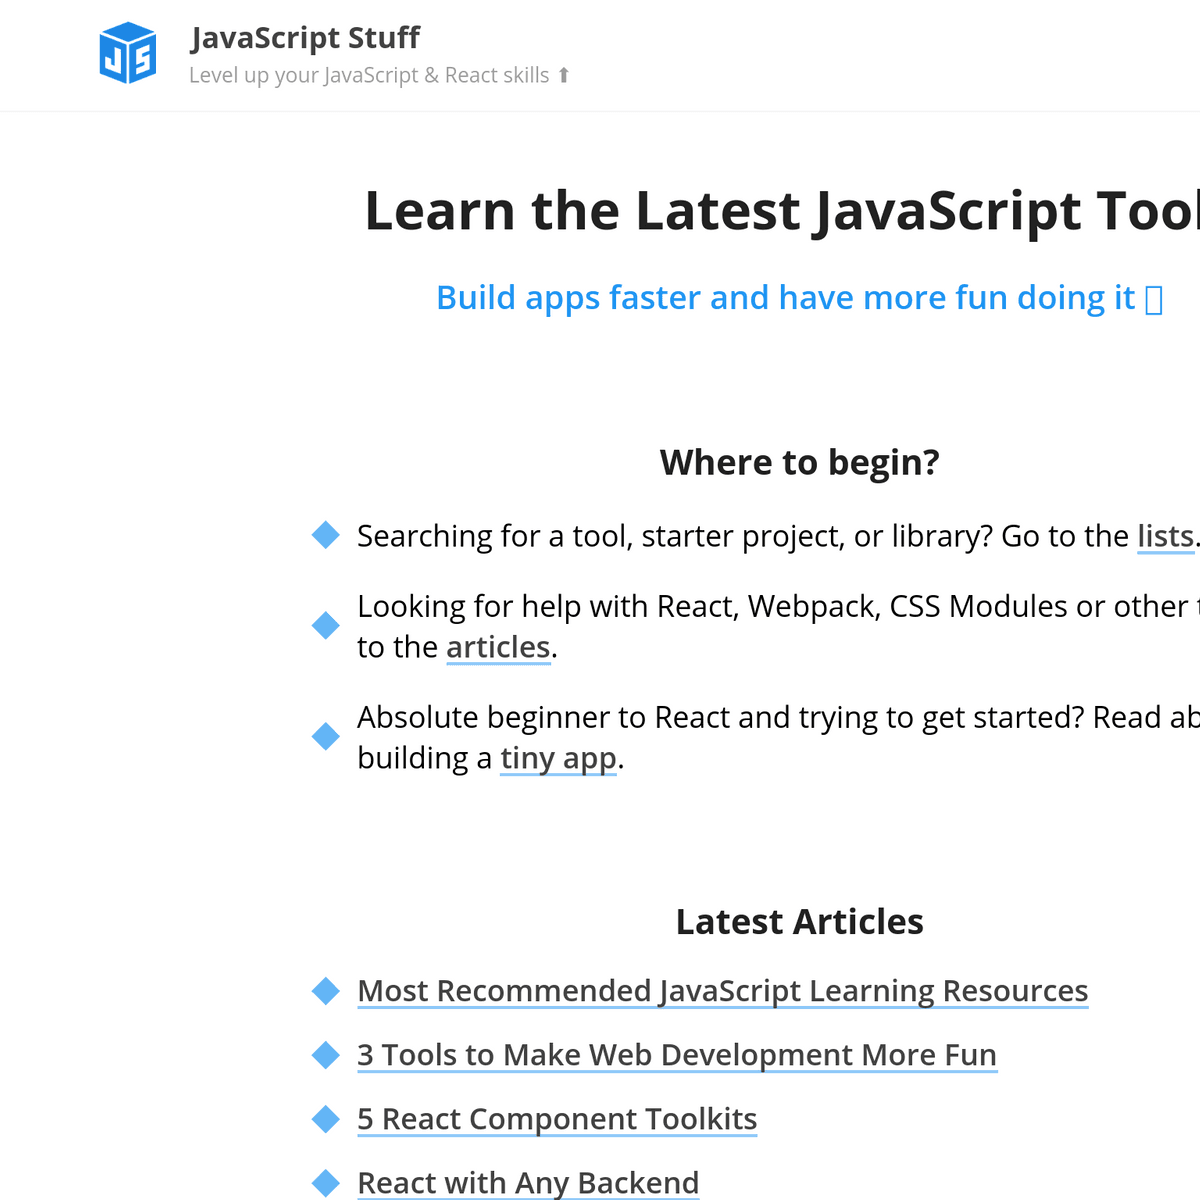 JS
JavaScript Stuff
Level up your JavaScript & React skills ⬆
Learn the Latest JavaScript Tool
Build apps faster and have more fun doing it
Where to begin?
Searching for a tool, starter project, or library? Go to the lists.
Looking for help with React, Webpack, CSS Modules or other
to the articles.
Absolute beginner to React and trying to get started? Read ab
building a tiny app.
Latest Articles
Most Recommended JavaScript Learning Resources
3 Tools to Make Web Development More Fun
5 React Component Toolkits
React with Any Backend